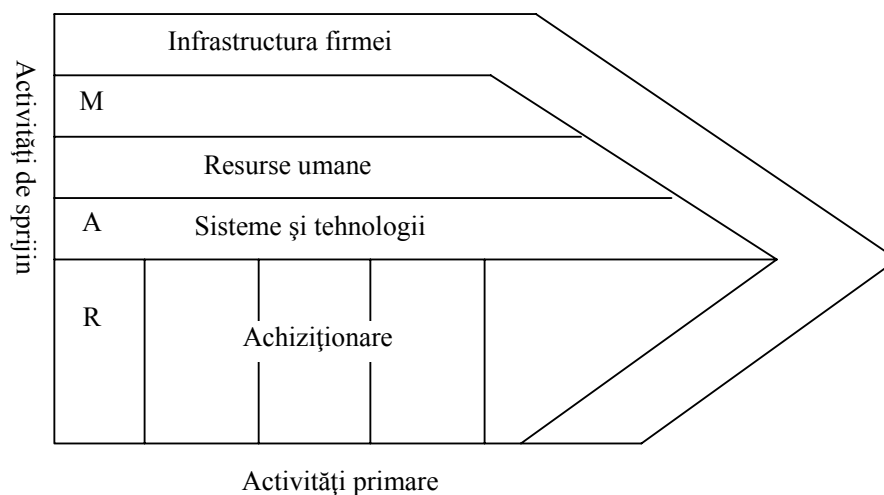 Infrastructura firmei
M
Resurse umane
A
Sisteme şi tehnologii
R
Achiziţionare
Activităţi de sprijin
Activităţi primare